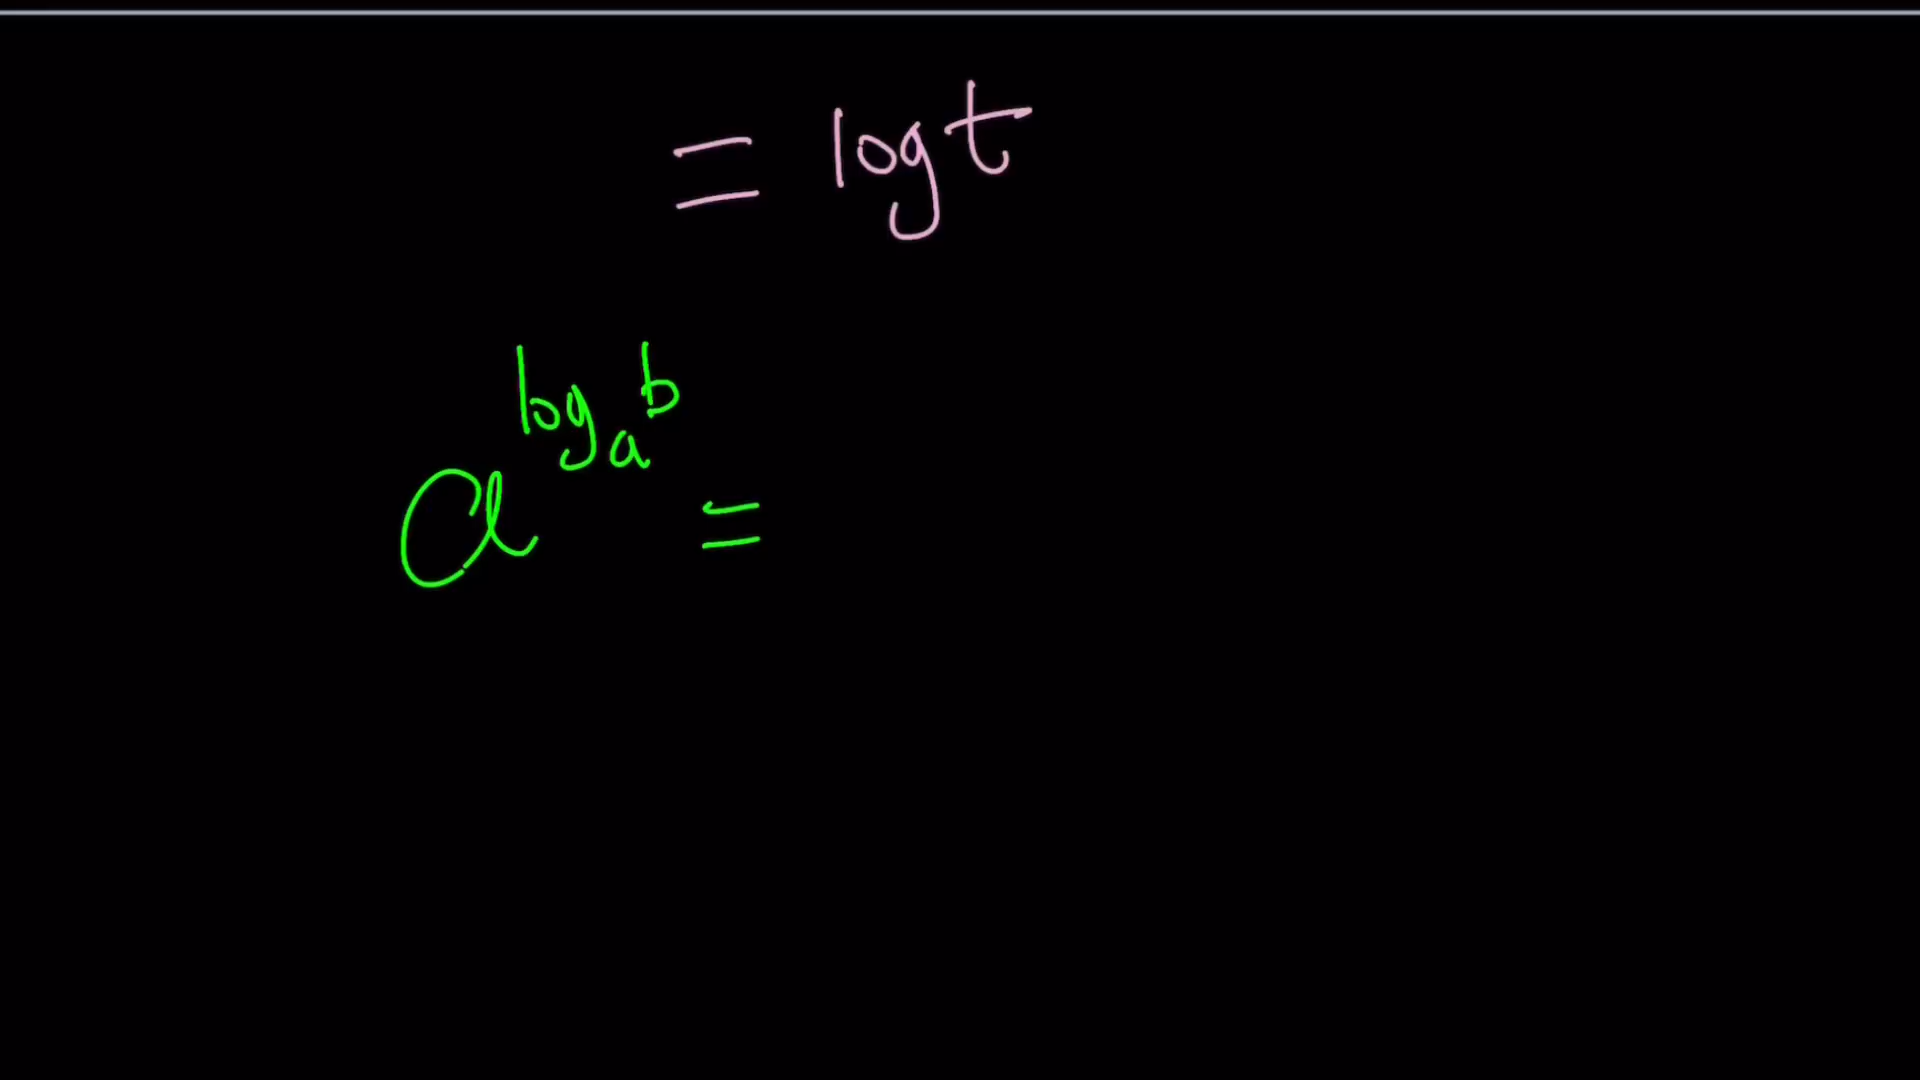 = log t
a^{log_a b} =